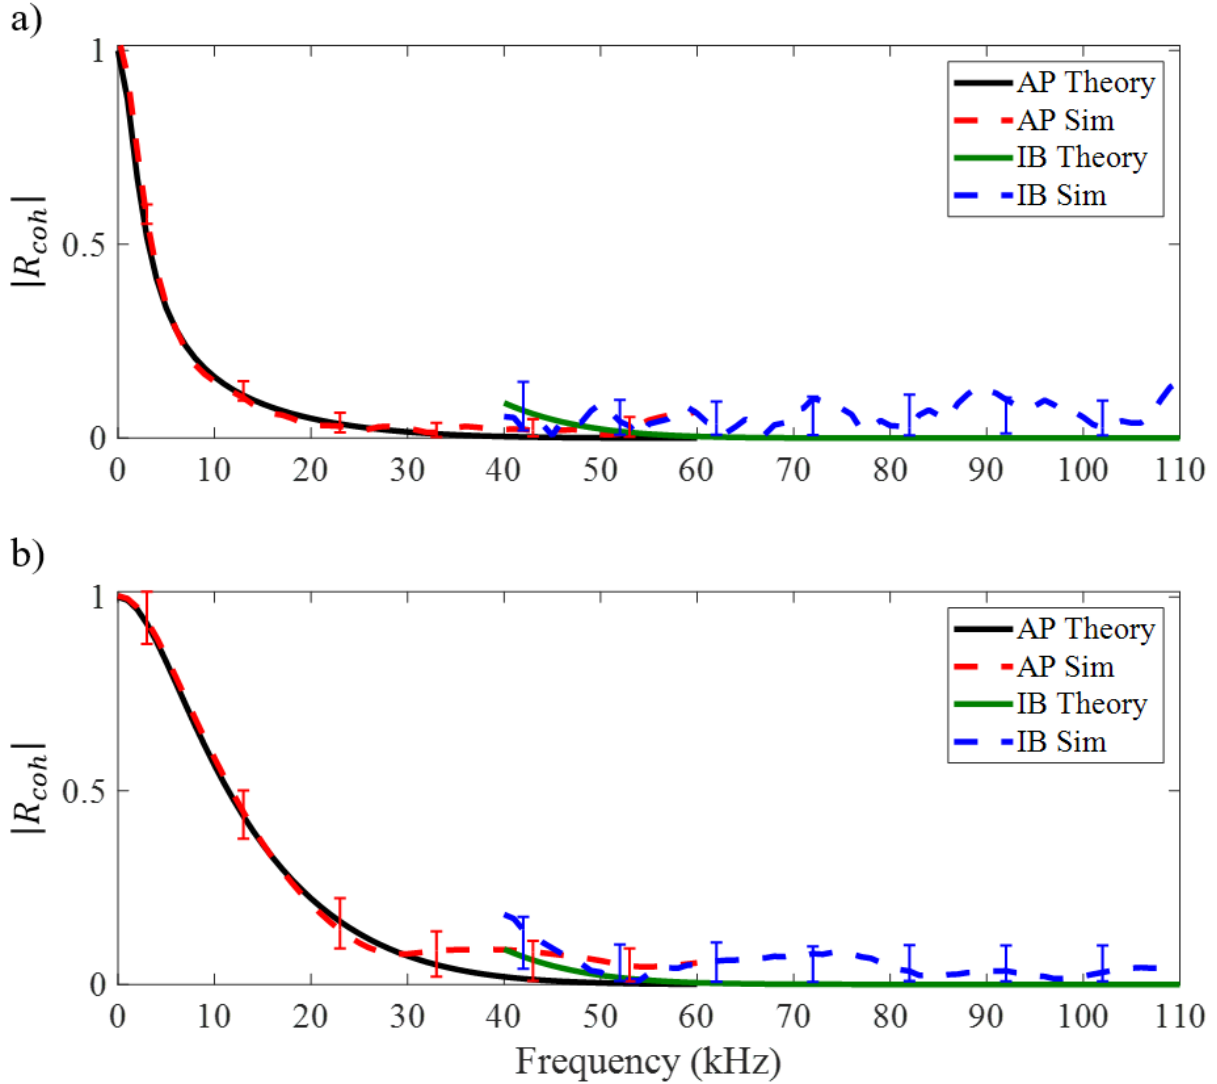 a)
1
0.5
0
|R_coh|
AP Theory
AP Sim
IB Theory
IB Sim
0 10 20 30 40 50 60 70 80 90 100 110
b)
1
0.5
0
|R_coh|
AP Theory
AP Sim
IB Theory
IB Sim
0 10 20 30 40 50 60 70 80 90 100 110
Frequency (kHz)